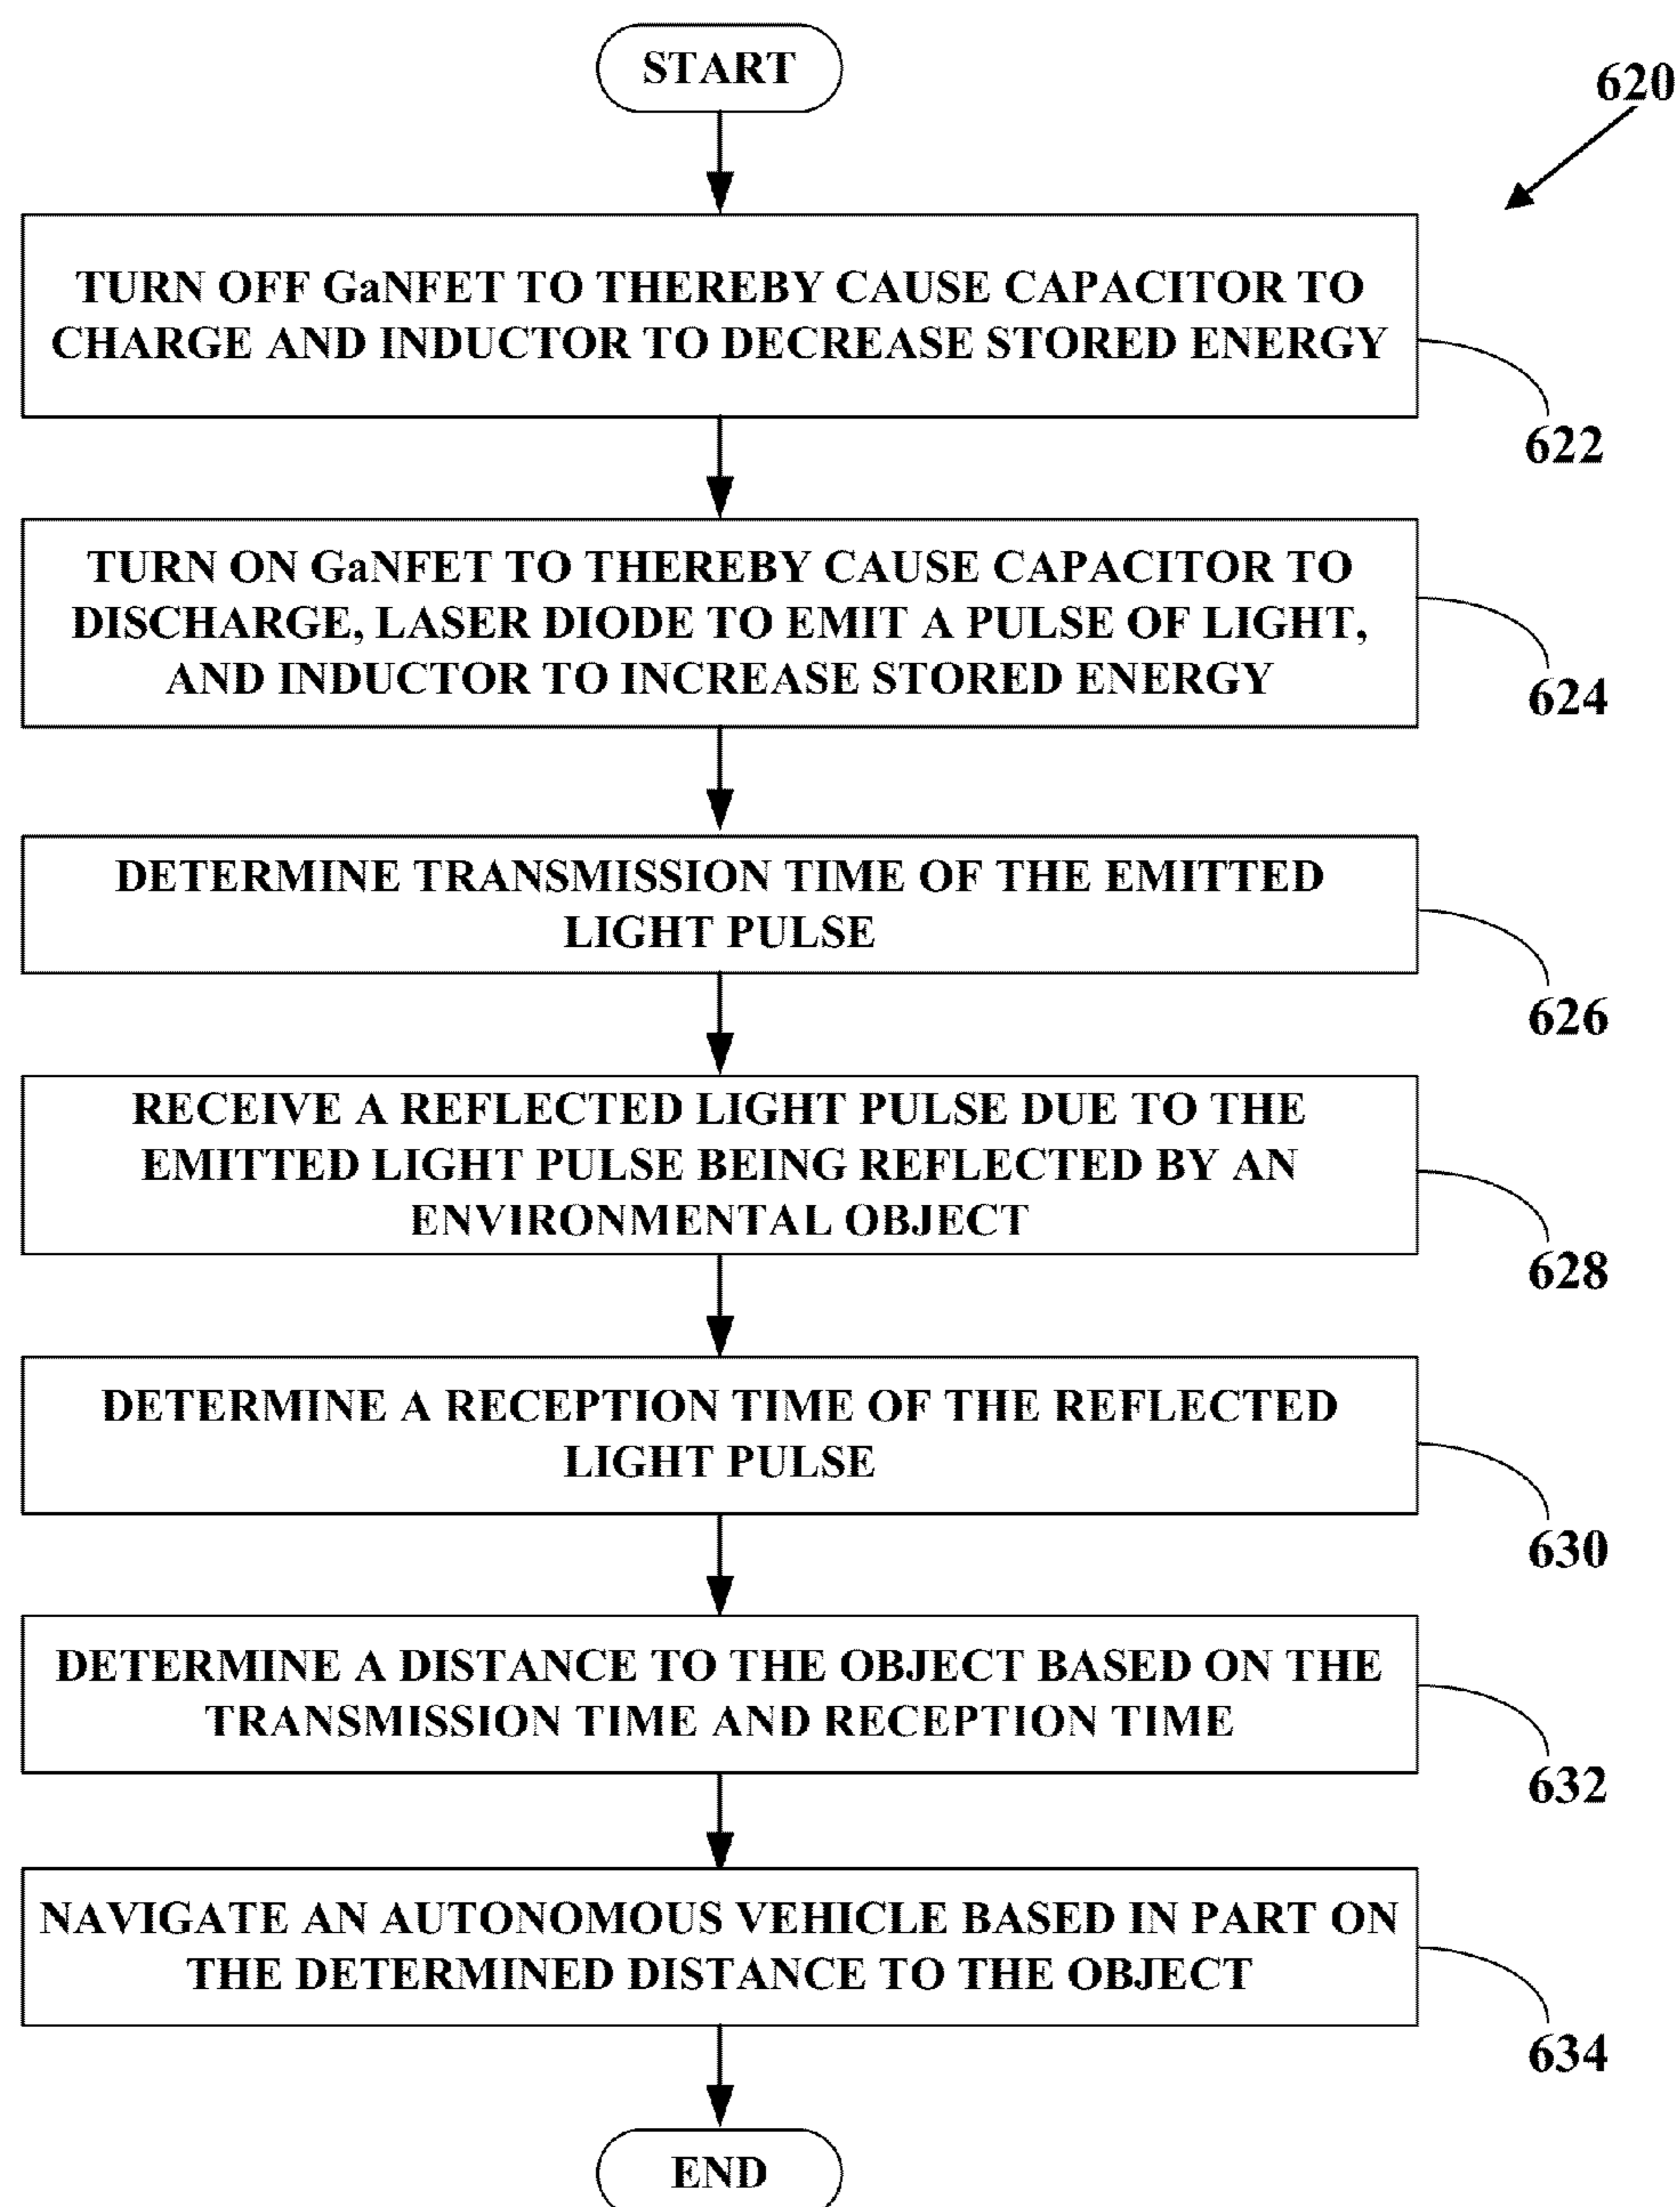 START
620
TURN OFF GaNFET TO THEREBY CAUSE CAPACITOR TO
CHARGE AND INDUCTOR TO DECREASE STORED ENERGY
622
TURN ON GaNFET TO THEREBY CAUSE CAPACITOR TO
DISCHARGE, LASER DIODE TO EMIT A PULSE OF LIGHT,
AND INDUCTOR TO INCREASE STORED ENERGY
624
DETERMINE TRANSMISSION TIME OF THE EMITTED
LIGHT PULSE
626
RECEIVE A REFLECTED LIGHT PULSE DUE TO THE
EMITTED LIGHT PULSE BEING REFLECTED BY AN
ENVIRONMENTAL OBJECT
628
DETERMINE A RECEPTION TIME OF THE REFLECTED
LIGHT PULSE
630
DETERMINE A DISTANCE TO THE OBJECT BASED ON THE
TRANSMISSION TIME AND RECEPTION TIME
632
NAVIGATE AN AUTONOMOUS VEHICLE BASED IN PART ON
THE DETERMINED DISTANCE TO THE OBJECT
634
END